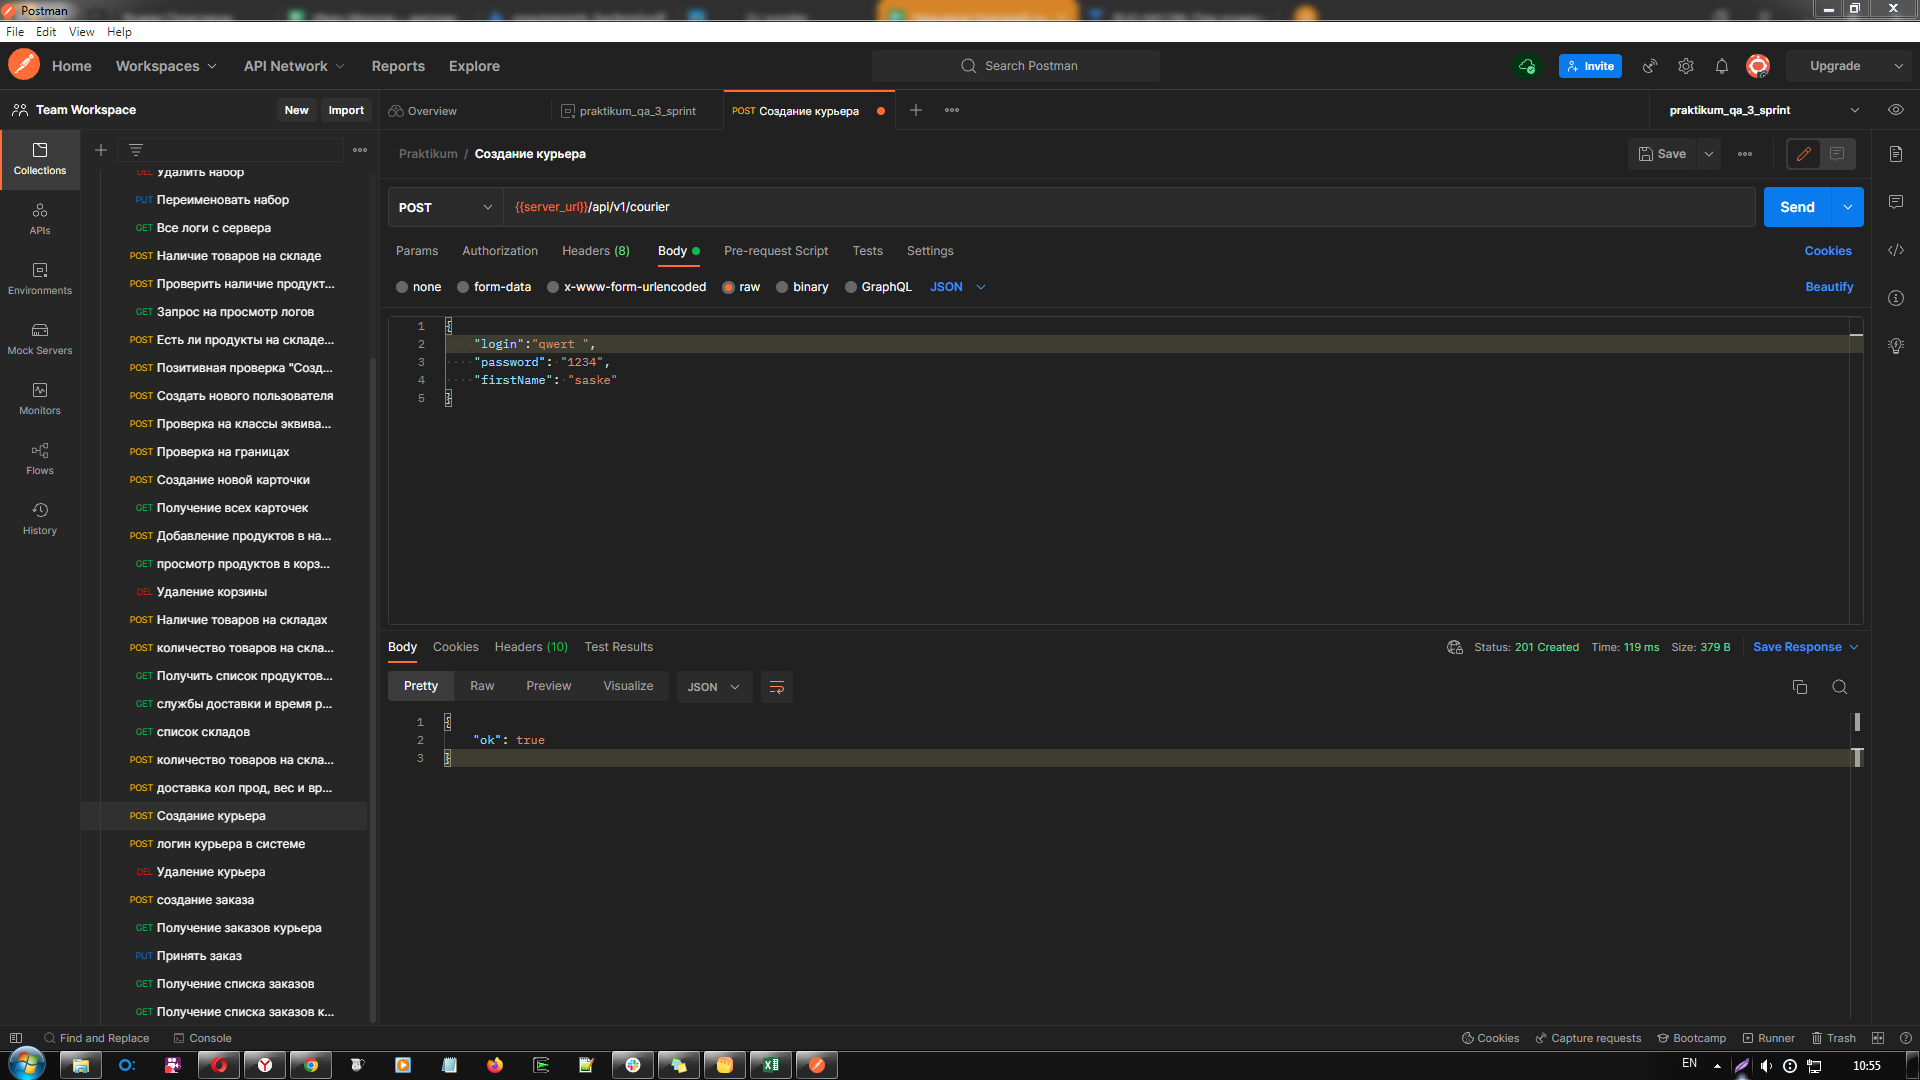 Postman
File Edit View Help
Home Workspaces API Network Reports Explore
Search Postman
Invite
Upgrade
Team Workspace
New Import
Overview
praktikum_qa_3_sprint
POST Создание курьера
praktikum_qa_3_sprint
Collections
APIs
Environments
Mock Servers
Monitors
Flows
History
DEL Удалить набор
PUT Переименовать набор
GET Все логи с сервера
POST Наличие товаров на складе
POST Проверить наличие продукт...
GET Запрос на просмотр логов
POST Есть ли продукты на складе...
POST Позитивная проверка "Созд...
POST Создать нового пользователя
POST Проверка на классы эквива...
POST Проверка на границах
POST Создание новой карточки
GET Получение всех карточек
POST Добавление продуктов в на...
GET просмотр продуктов в корз...
DEL Удаление корзины
POST Наличие товаров на складах
POST количество товаров на скла...
GET Получить список продуктов...
GET службы доставки и время р...
GET список складов
POST количество товаров на скла...
POST доставка кол прод, вес и вр...
POST Создание курьера
POST логин курьера в системе
DEL Удаление курьера
POST создание заказа
GET Получение заказов курьера
PUT Принять заказ
GET Получение списка заказов
GET Получение списка заказов к...
Praktikum / Создание курьера
Save
POST
{{server_url}}/api/v1/courier
Send
Params Authorization Headers (8) Body Pre-request Script Tests Settings
Cookies
none form-data x-www-form-urlencoded raw binary GraphQL JSON
Beautify
1 {
2 "login":"qwert ",
3 "password": "1234",
4 "firstName": "saske"
5 }
Body Cookies Headers (10) Test Results
Status: 201 Created Time: 119 ms Size: 379 B Save Response
Pretty Raw Preview Visualize JSON
1 {
2 "ok": true
3 }
Find and Replace Console
Cookies Capture requests Bootcamp Runner Trash
EN 10:55